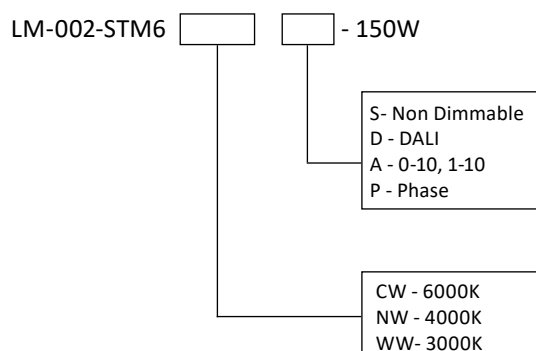 LM-002-STM6 - 150W
S- Non Dimmable
D - DALI
A - 0-10, 1-10
P - Phase
CW - 6000K
NW - 4000K
WW- 3000K